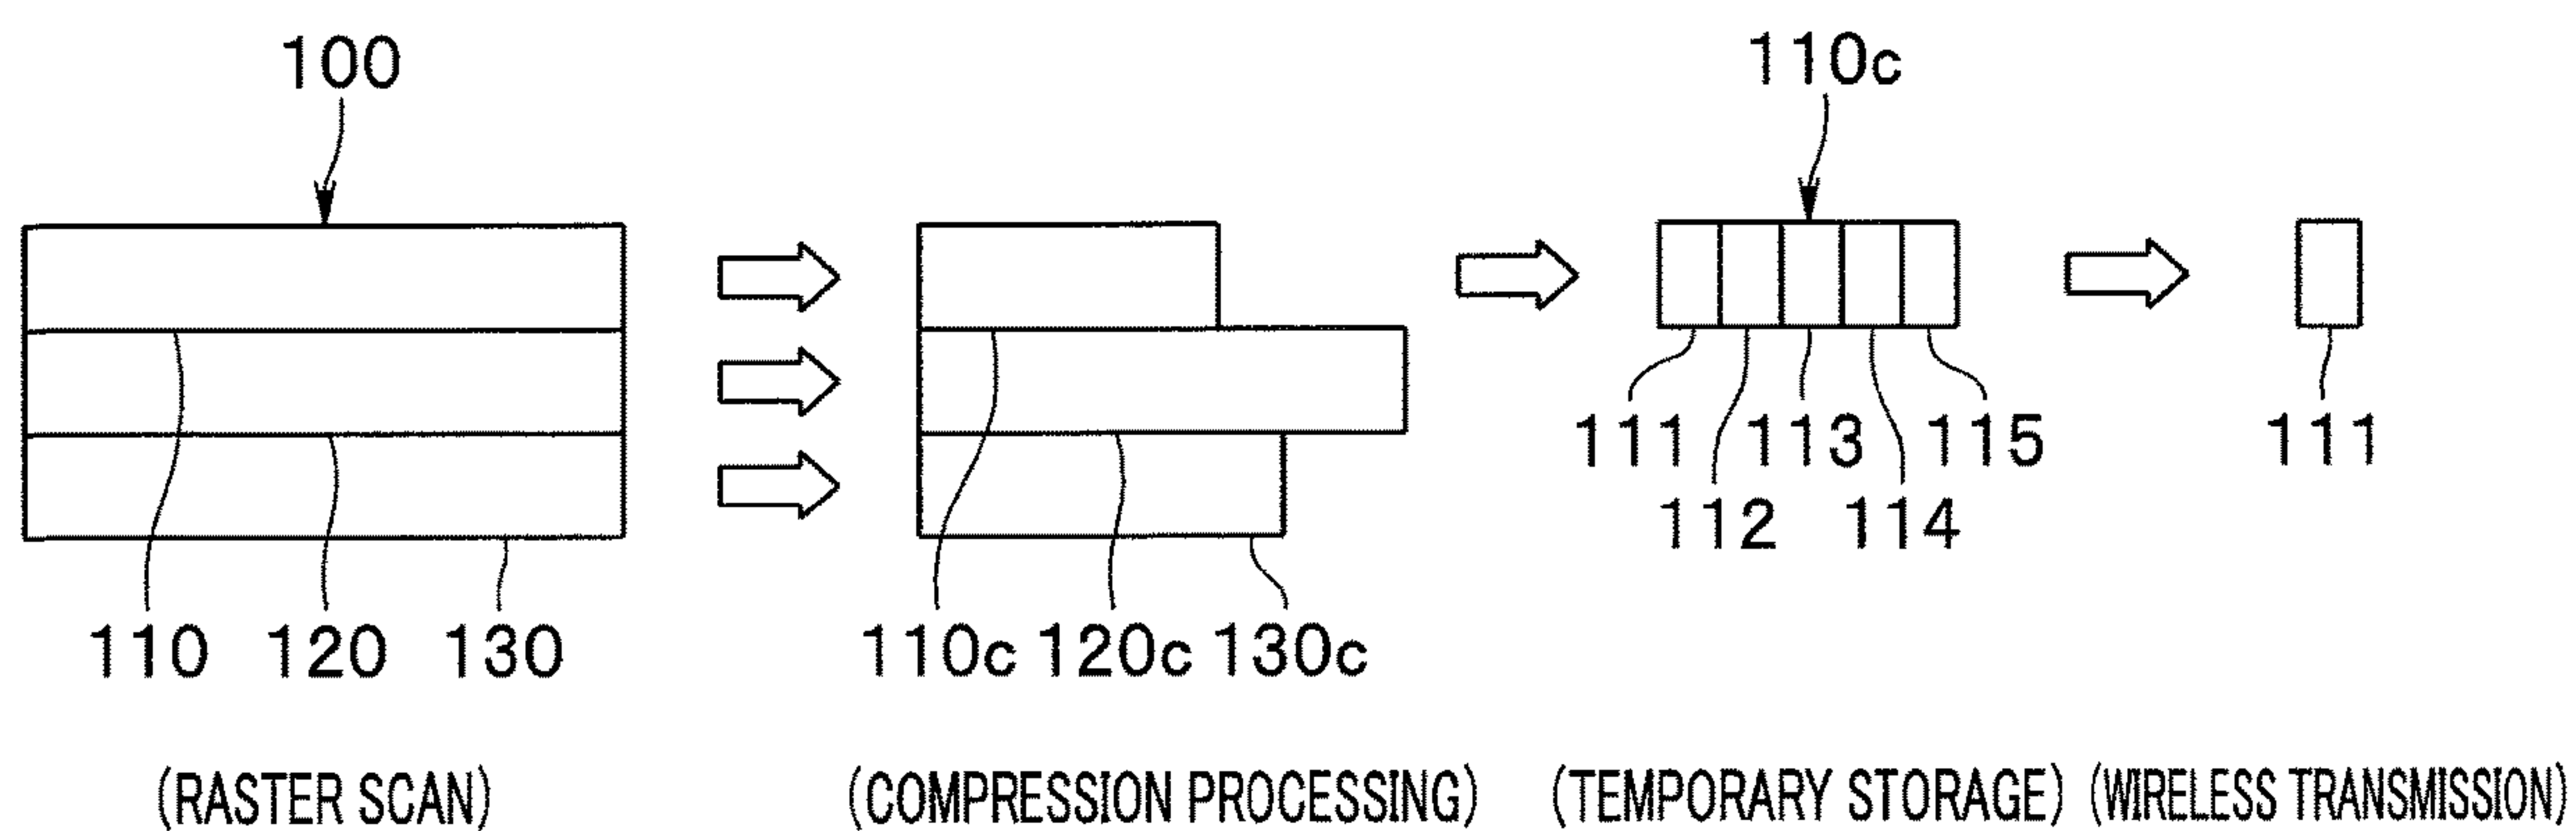 100 110c
111 113 115 111
112 114
110 120 130 110c 120c 130c
(RASTER SCAN) (COMPRESSION PROCESSING) (TEMPORARY STORAGE) (WIRELESS TRANSMISSION)